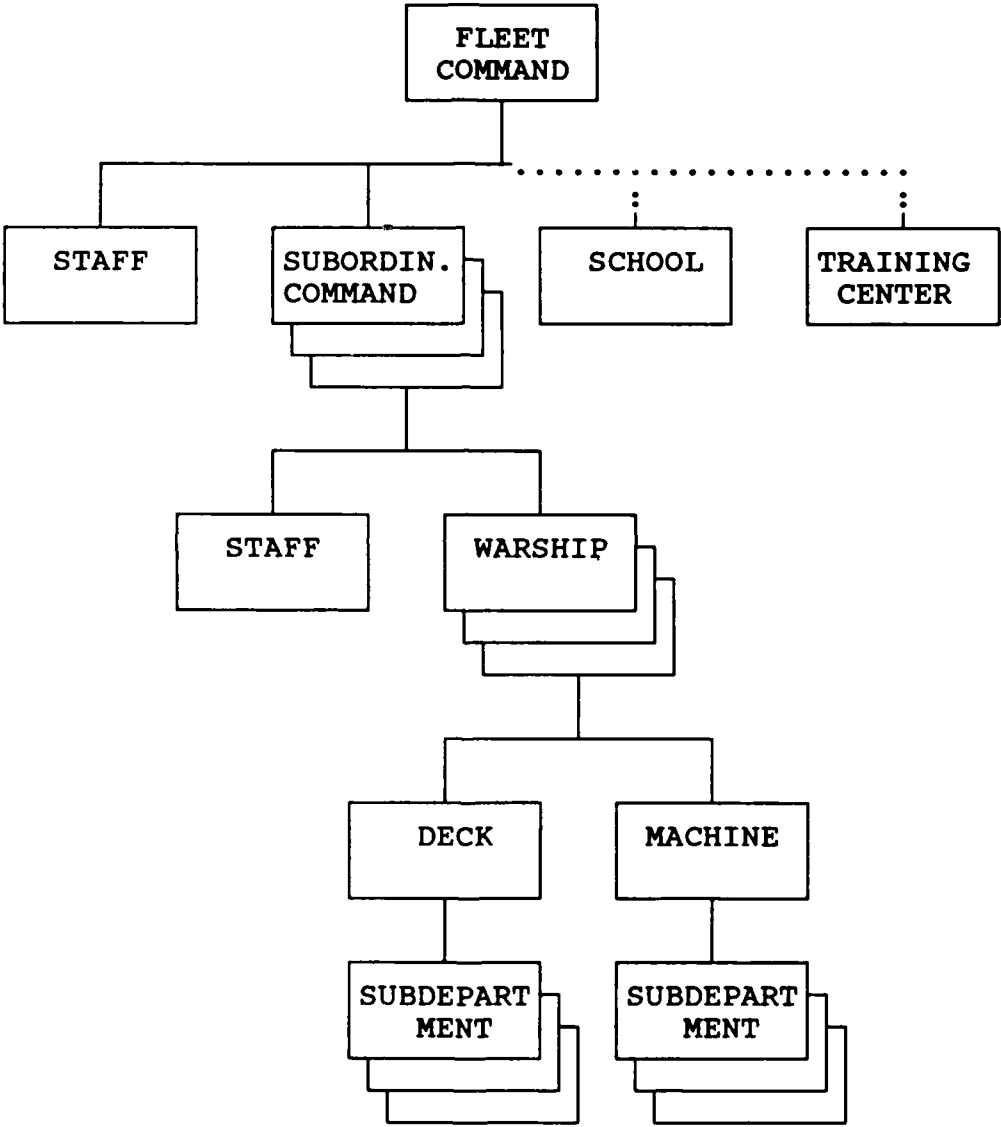 FLEET
COMMAND
STAFF
SUBORDIN.
COMMAND
SCHOOL
TRAINING
CENTER
STAFF
WARSHIP
DECK
MACHINE
SUBDEPART
MENT
SUBDEPART
MENT